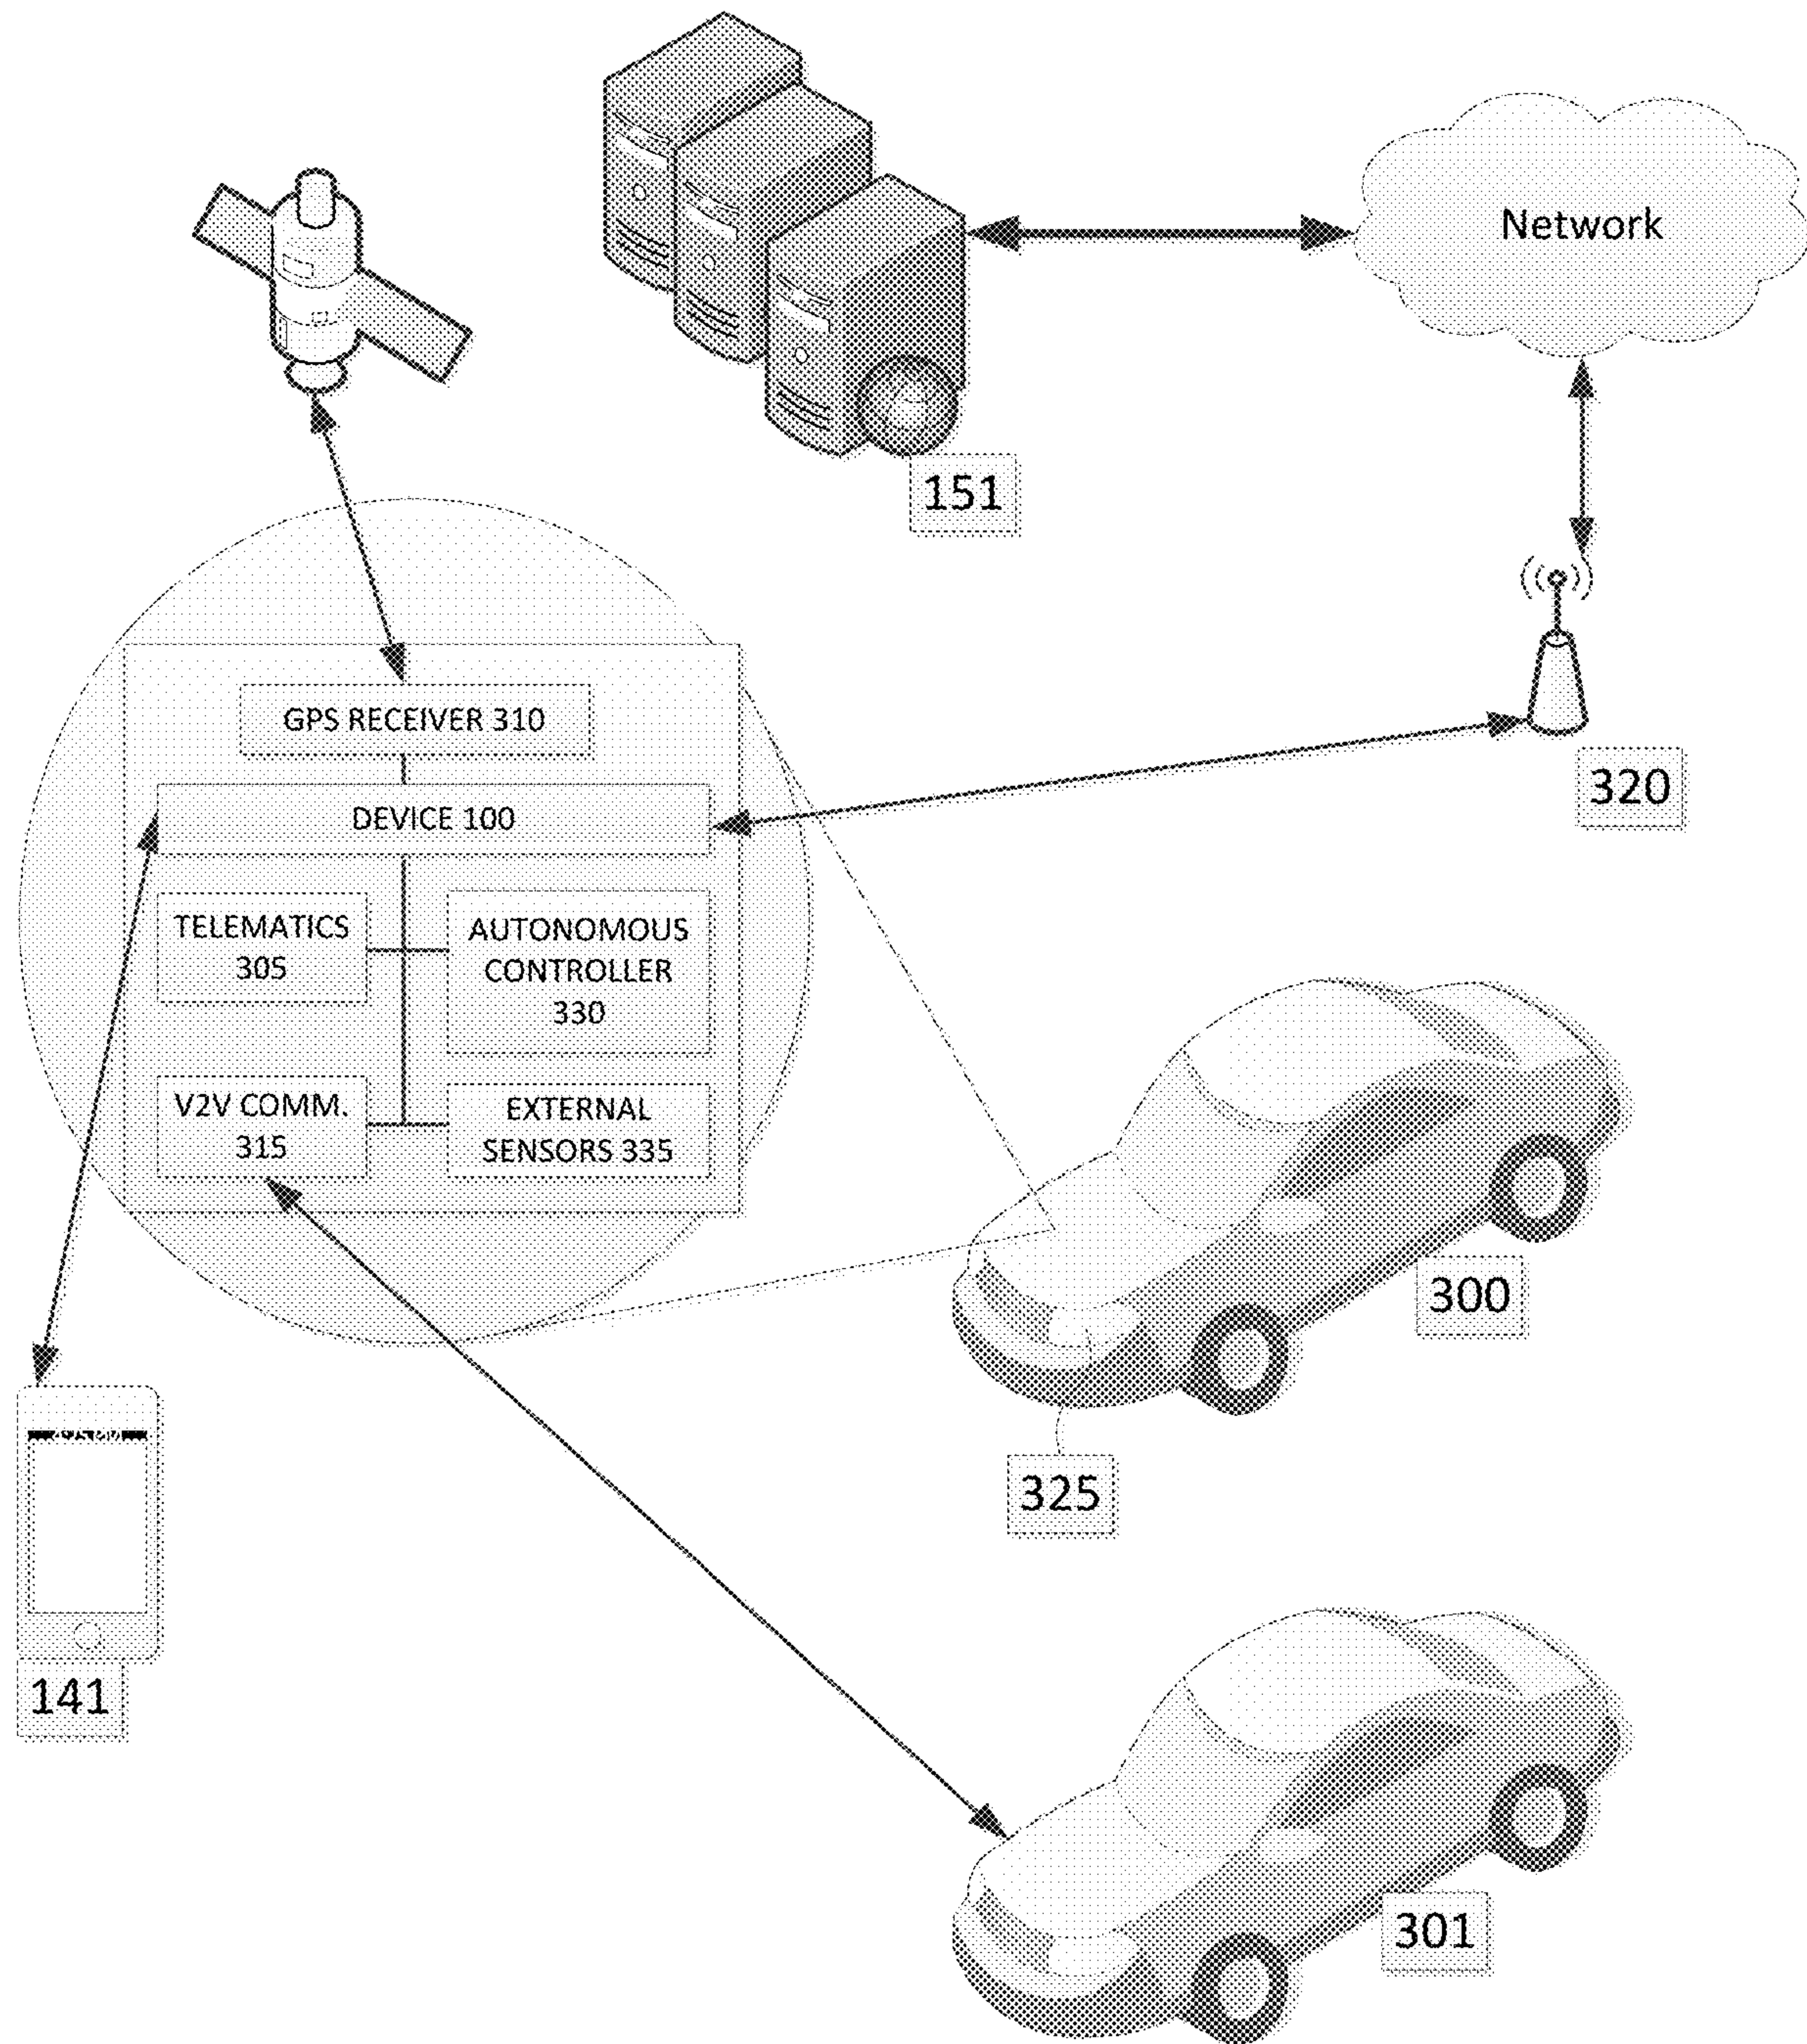 Network
151
GPS RECEIVER 310
320
DEVICE 100
TELEMATICS
305
AUTONOMOUS
CONTROLLER
330
V2V COMM.
315
EXTERNAL
SENSORS 335
300
325
141
301